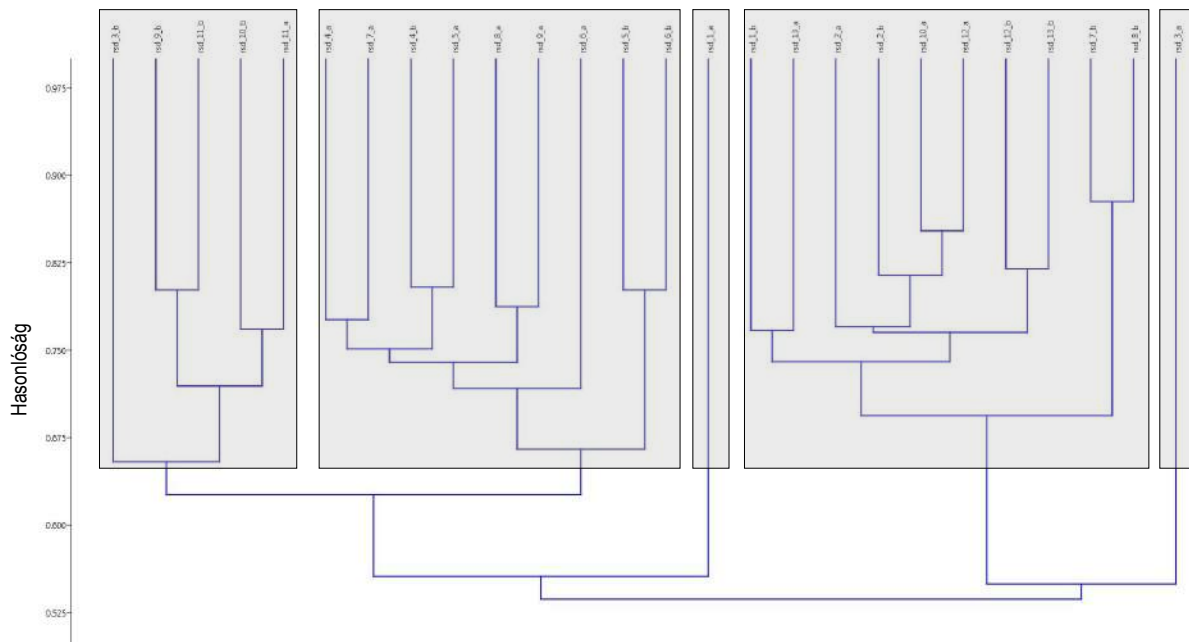 rsd_3_b
rsd_9_b
rsd_11_b
rsd_10_b
rsd_11_a
rsd_4_a
rsd_7_a
rsd_4_b
rsd_5_a
rsd_8_a
rsd_9_a
rsd_6_a
rsd_5_b
rsd_6_b
rsd_1_a
rsd_1_b
rsd_13_a
rsd_2_a
rsd_2_b
rsd_10_a
rsd_12_a
rsd_12_b
rsd_13_b
rsd_7_b
rsd_8_b
rsd_3_a
0.975
0.900
0.825
0.750
0.675
0.600
0.525
Hasonlóság